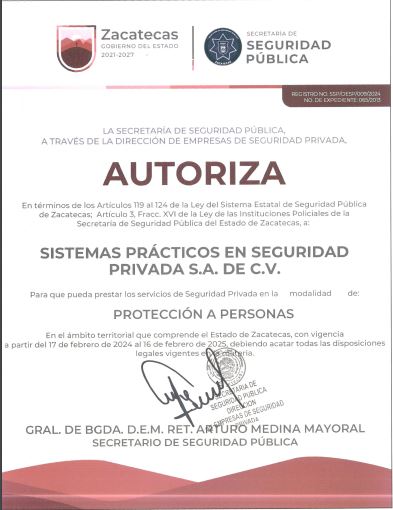 Zacatecas
GOBIERNO DEL ESTADO
2021-2027
SECRETARÍA DE
SEGURIDAD
PÚBLICA
REGISTRO NO. SSP/DESP/009/2024
NO. DE EXPEDIENTE: 065/2013
LA SECRETARÍA DE SEGURIDAD PÚBLICA,
A TRAVÉS DE LA DIRECCIÓN DE EMPRESAS DE SEGURIDAD PRIVADA,
AUTORIZA
En términos de los Artículos 119 al 124 de la Ley del Sistema Estatal de Seguridad Pública
de Zacatecas; Artículo 3, Fracc. XVI de la Ley de las Instituciones Policiales de la
Secretaría de Seguridad Pública del Estado de Zacatecas, a:
SISTEMAS PRÁCTICOS EN SEGURIDAD
PRIVADA S.A. DE C.V.
Para que pueda prestar los servicios de Seguridad Privada en la modalidad de:
PROTECCIÓN A PERSONAS
En el ámbito territorial que comprende el Estado de Zacatecas, con vigencia
a partir del 17 de febrero de 2024 al 16 de febrero de 2025, debiendo acatar todas las disposiciones
legales vigentes en la materia.
SECRETARIA DE
SEGURIDAD PUBLICA
DIRECCION
EMPRESAS DE SEGURIDAD
PRIVADA
GRAL. DE BGDA. D.E.M. RET. ARTURO MEDINA MAYORAL
SECRETARIO DE SEGURIDAD PÚBLICA